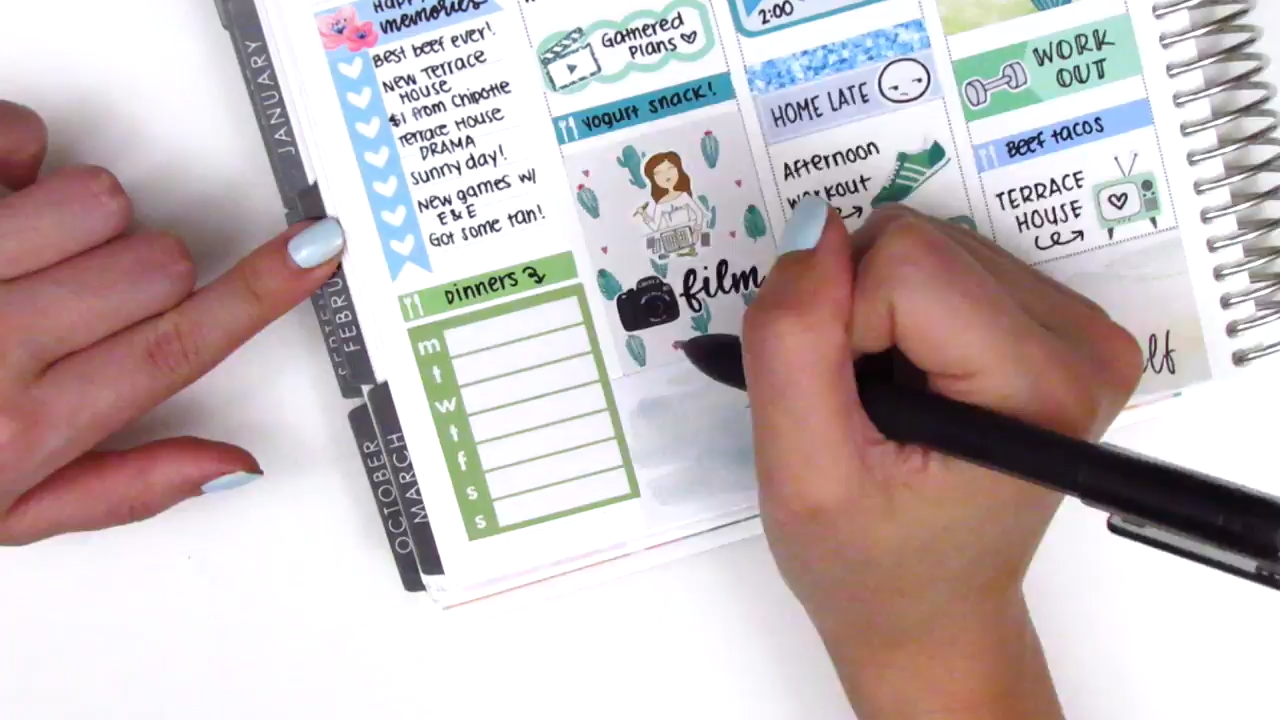 JANUARY
FEBRU
OCTOBER
MARCH
Happy
memories
Best beef ever!
New Terrace
House
$1 from Chipotle
Terrace House
DRAMA
Sunny day!
New games w/
E&E
Got some tan!
Dinners
m
t
w
t
f
s
s
Gathered
Plans
yogurt snack!
film
2:00
HOME LATE
Afternoon
workout
WORK
OUT
Beef tacos
TERRACE
HOUSE